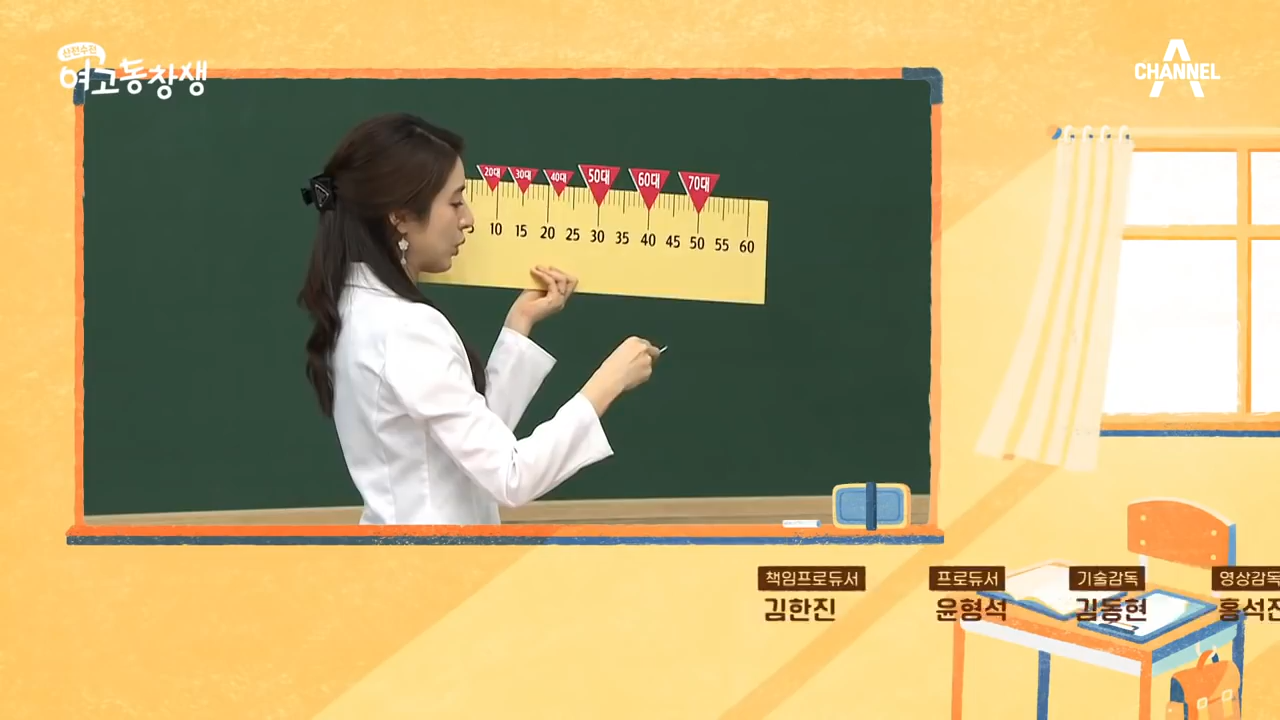 산전수전
여고동창생
CHANNEL A
20대 30대 40대 50대 60대 70대
10 15 20 25 30 35 40 45 50 55 60
책임프로듀서 프로듀서 기술감독 영상감독
김한진 윤형석 김동현 홍석진